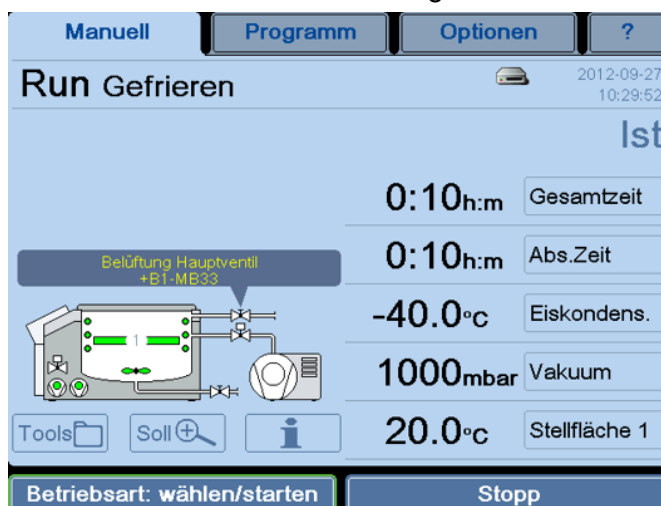 Manuell Programm Optionen ?
Run Gefrieren
2012-09-27
10:29:52
Ist
0:10h:m Gesamtzeit
Belüftung Hauptventil
+B1-MB33
0:10h:m Abs.Zeit
-40.0°C Eiskondens.
1
1000mbar Vakuum
Tools Soll i
20.0°C Stellfläche 1
Betriebsart: wählen/starten Stopp